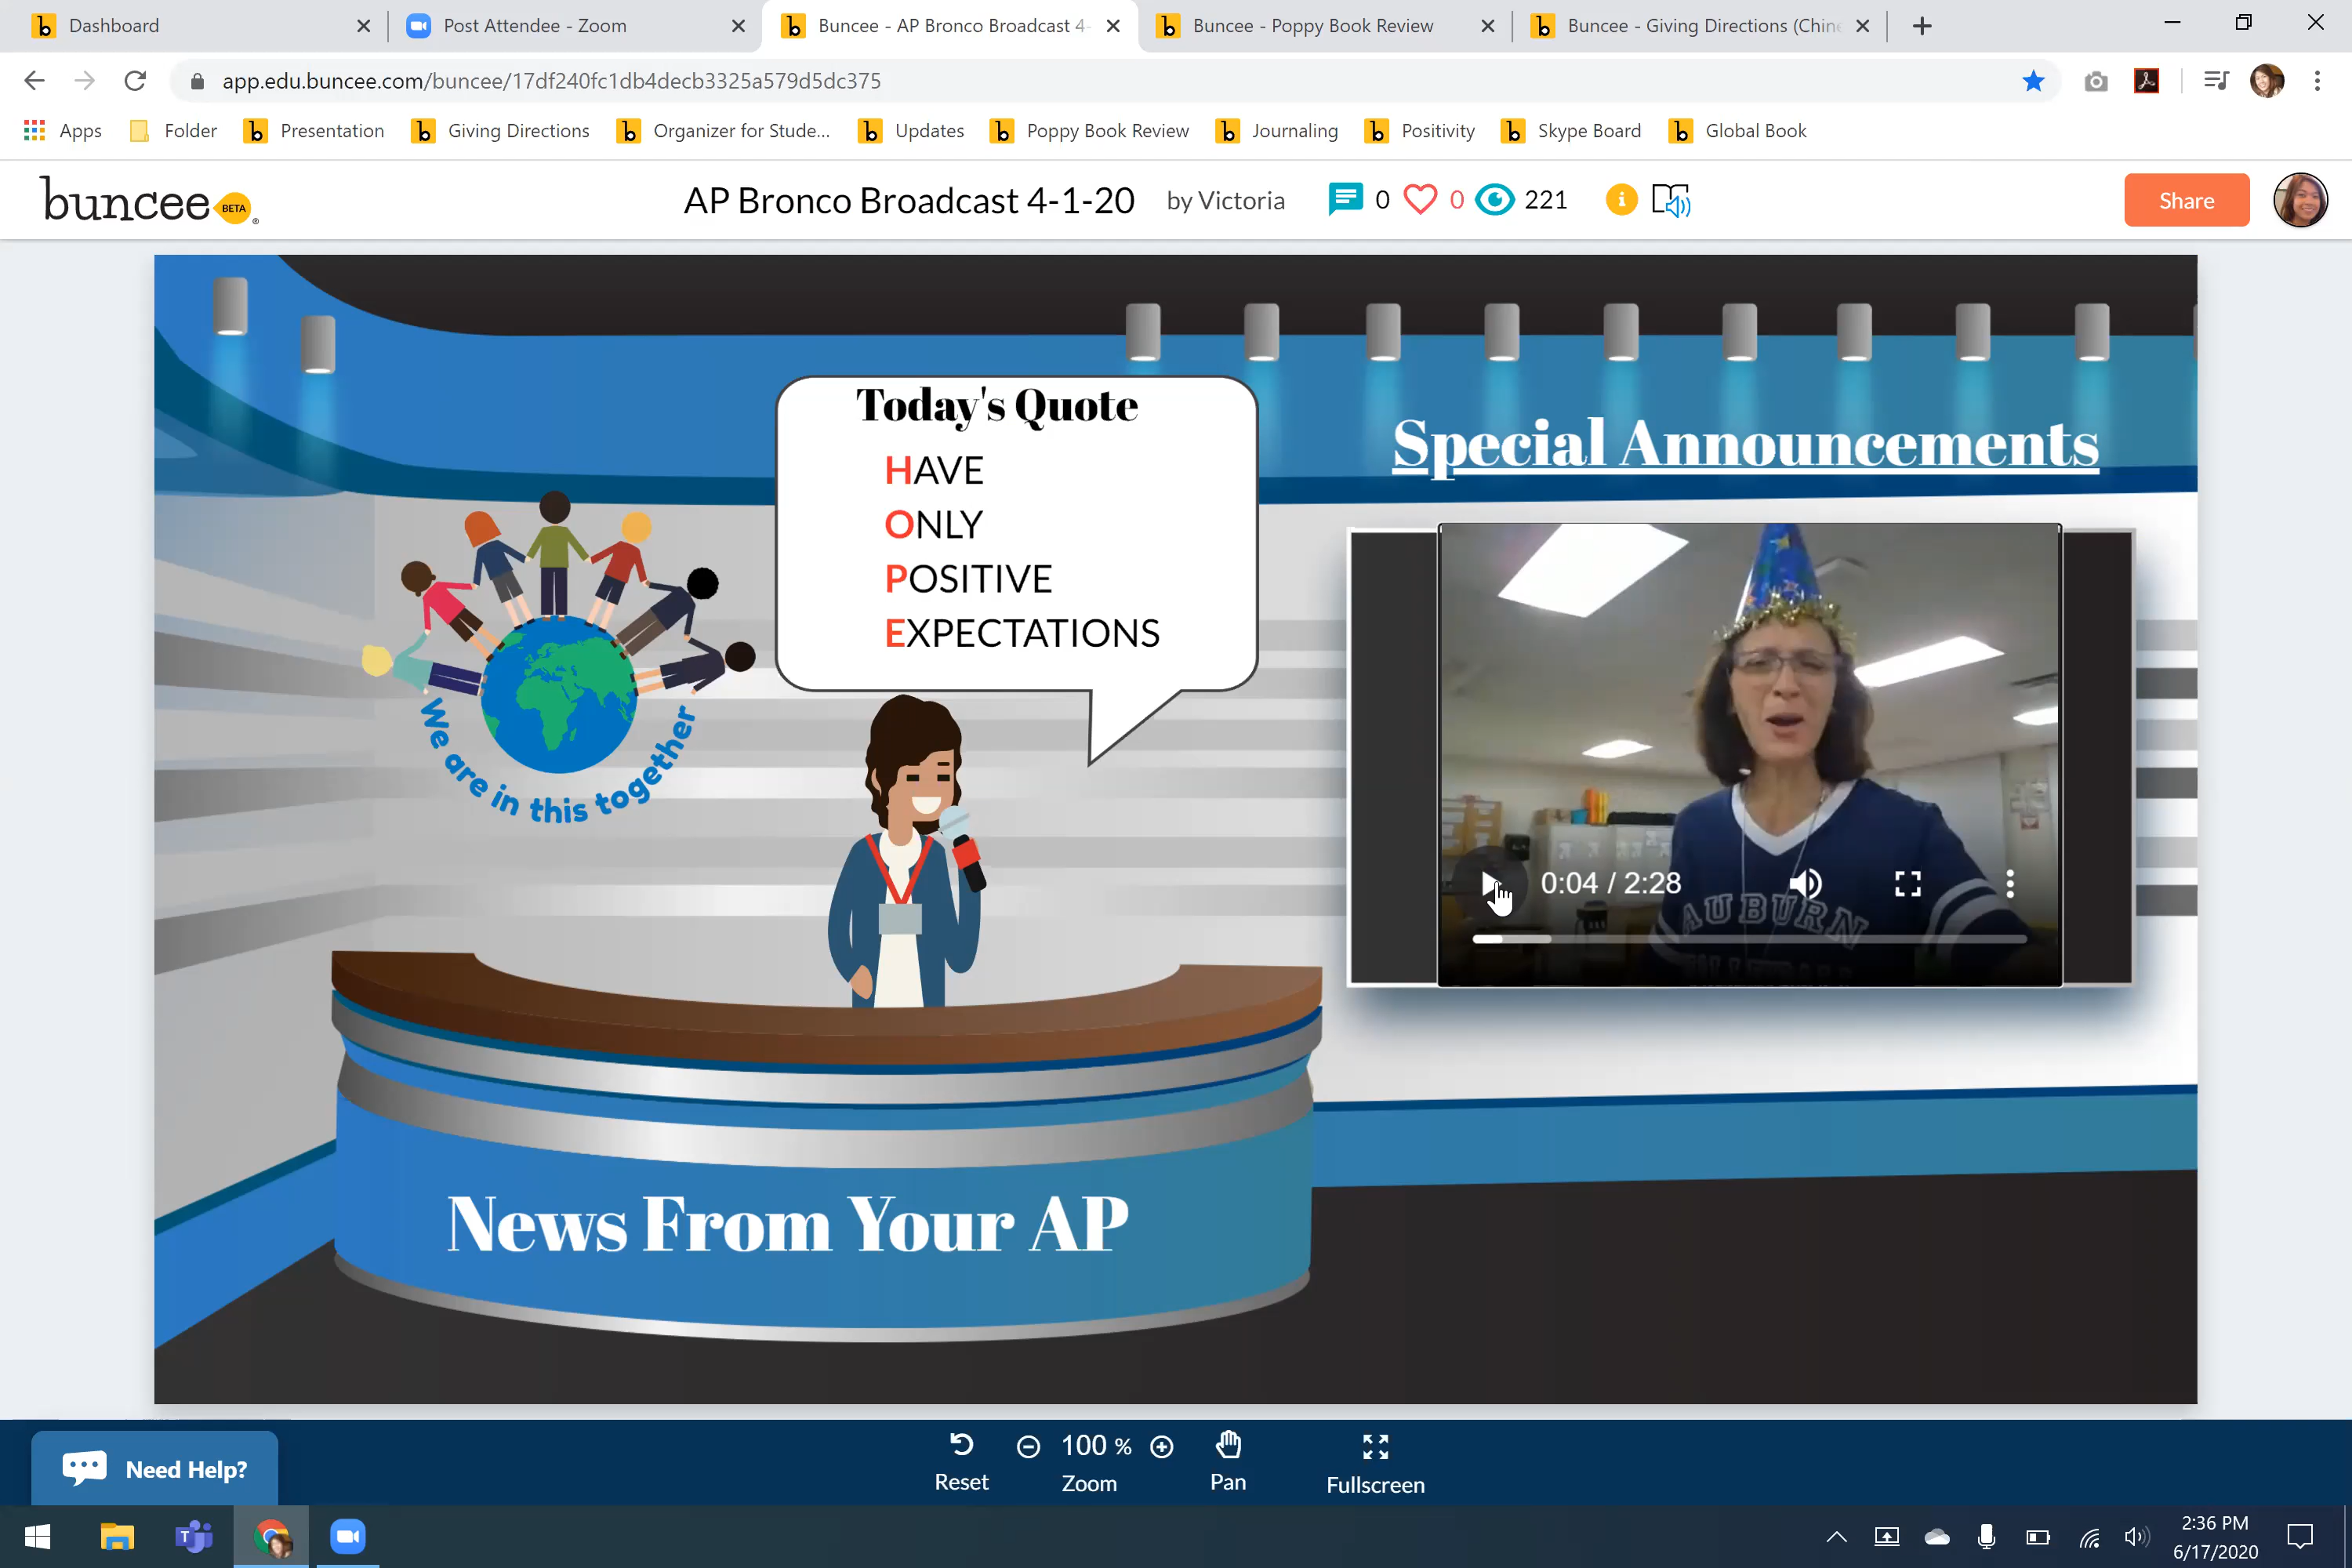 Dashboard
Post Attendee - Zoom
Buncee - AP Bronco Broadcast 4-
Buncee - Poppy Book Review
Buncee - Giving Directions (Chine
app.edu.buncee.com/buncee/17df240fc1db4decb3325a579d5dc375
Apps Folder Presentation Giving Directions Organizer for Stude... Updates Poppy Book Review Journaling Positivity Skype Board Global Book
buncee BETA
AP Bronco Broadcast 4-1-20 by Victoria 0 0 221
Share
Today's Quote
HAVE
ONLY
POSITIVE
EXPECTATIONS
Special Announcements
We are in this together
0:04 / 2:28
AUBURN
News From Your AP
Need Help?
Reset
100 %
Zoom
Pan
Fullscreen
2:36 PM
6/17/2020